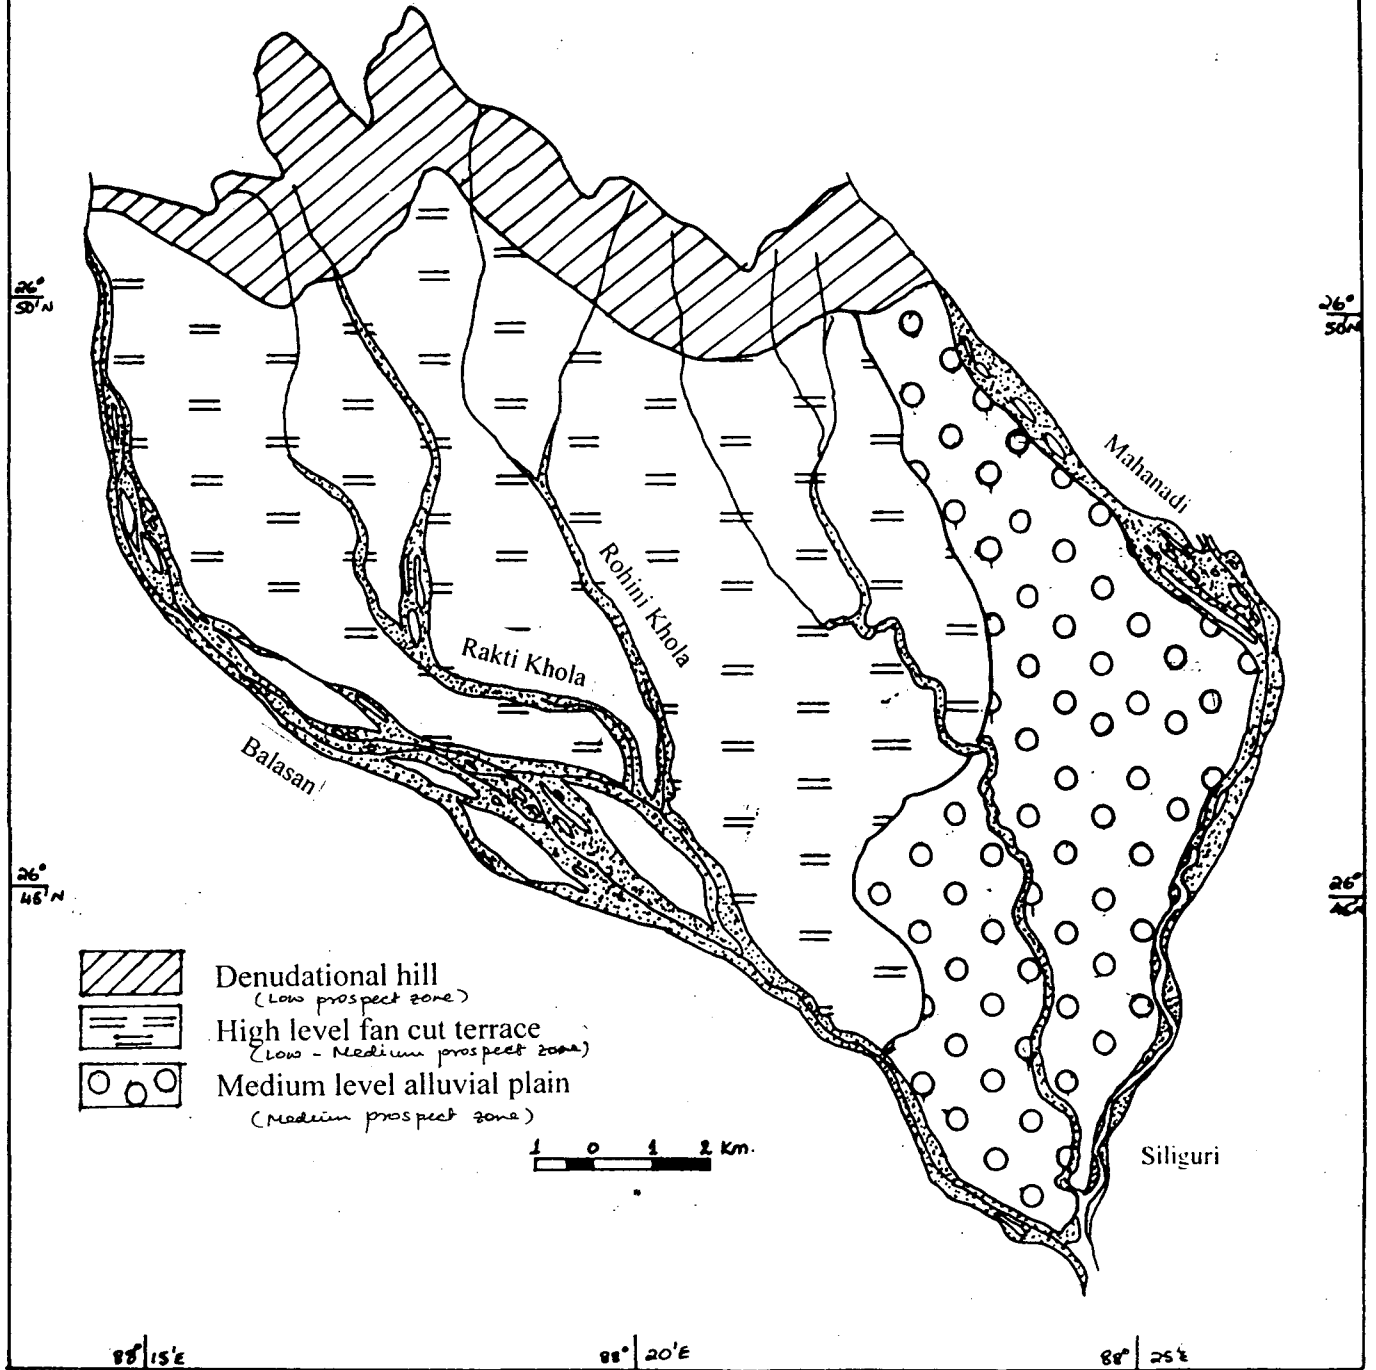 26°
50' N
26°
50'N
Mahanadi
Rohini Khola
Rakti Khola
Balasan
26°
45' N
26°
Denudational hill
(Low prospect zone)
High level fan cut terrace
(Low - Medium prospect zone)
Medium level alluvial plain
(Medium prospect zone)
1 0 1 2 Km.
Siliguri
88° 15'E
88° 20'E
88° 25'E